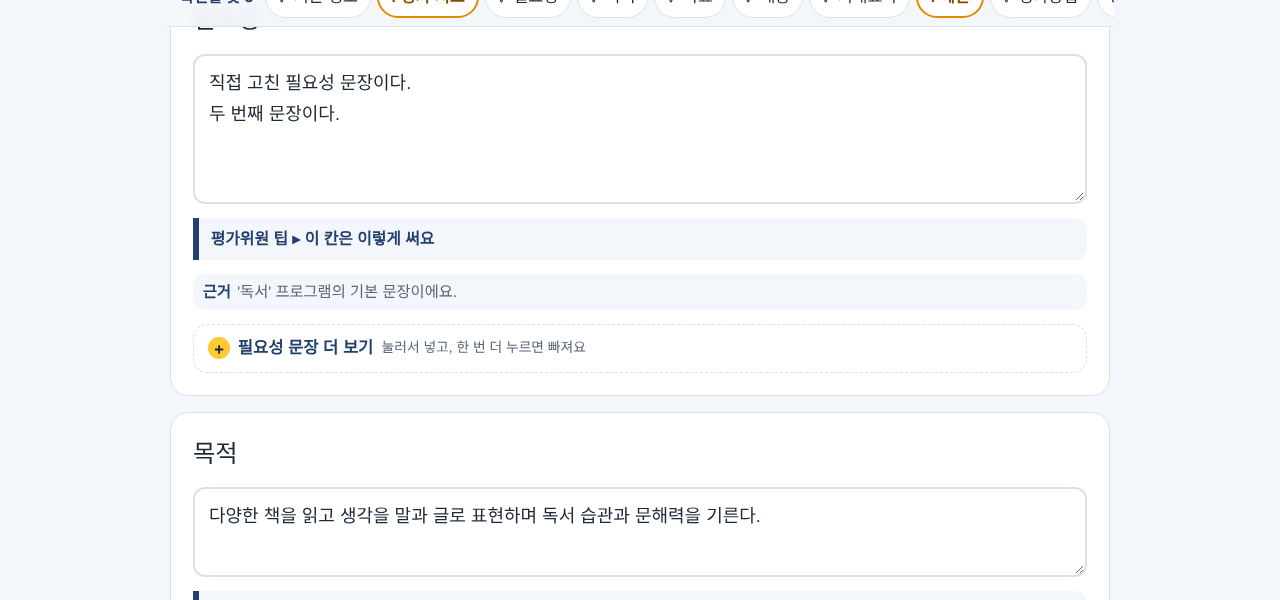 직접 고친 필요성 문장이다.
두 번째 문장이다.
평가위원 팁 ▸ 이 칸은 이렇게 써요
근거 '독서' 프로그램의 기본 문장이에요.
+ 필요성 문장 더 보기 눌러서 넣고, 한 번 더 누르면 빠져요
목적
다양한 책을 읽고 생각을 말과 글로 표현하며 독서 습관과 문해력을 기른다.